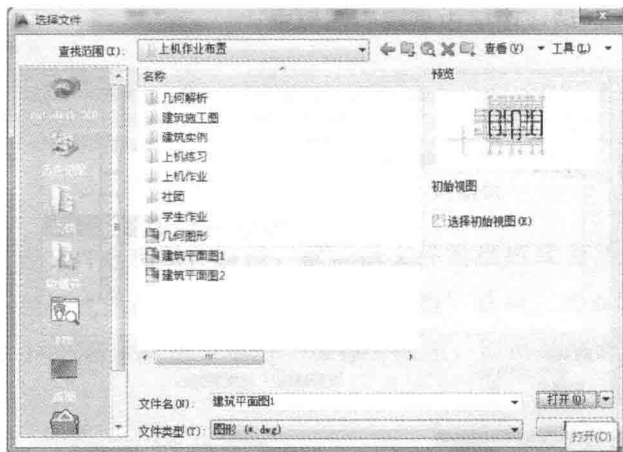 选择文件
查找范围(I): 上机作业布置 查看(V) 工具(L)
名称
预览
几何解析
建筑施工图
建筑实例
上机练习
上机作业
社团
学生作业
几何图形
建筑平面图1
建筑平面图2
初始视图
选择初始视图(X)
文件名(N): 建筑平面图1 打开(O)
文件类型(T): 图形 (*.dwg)
打开(O)